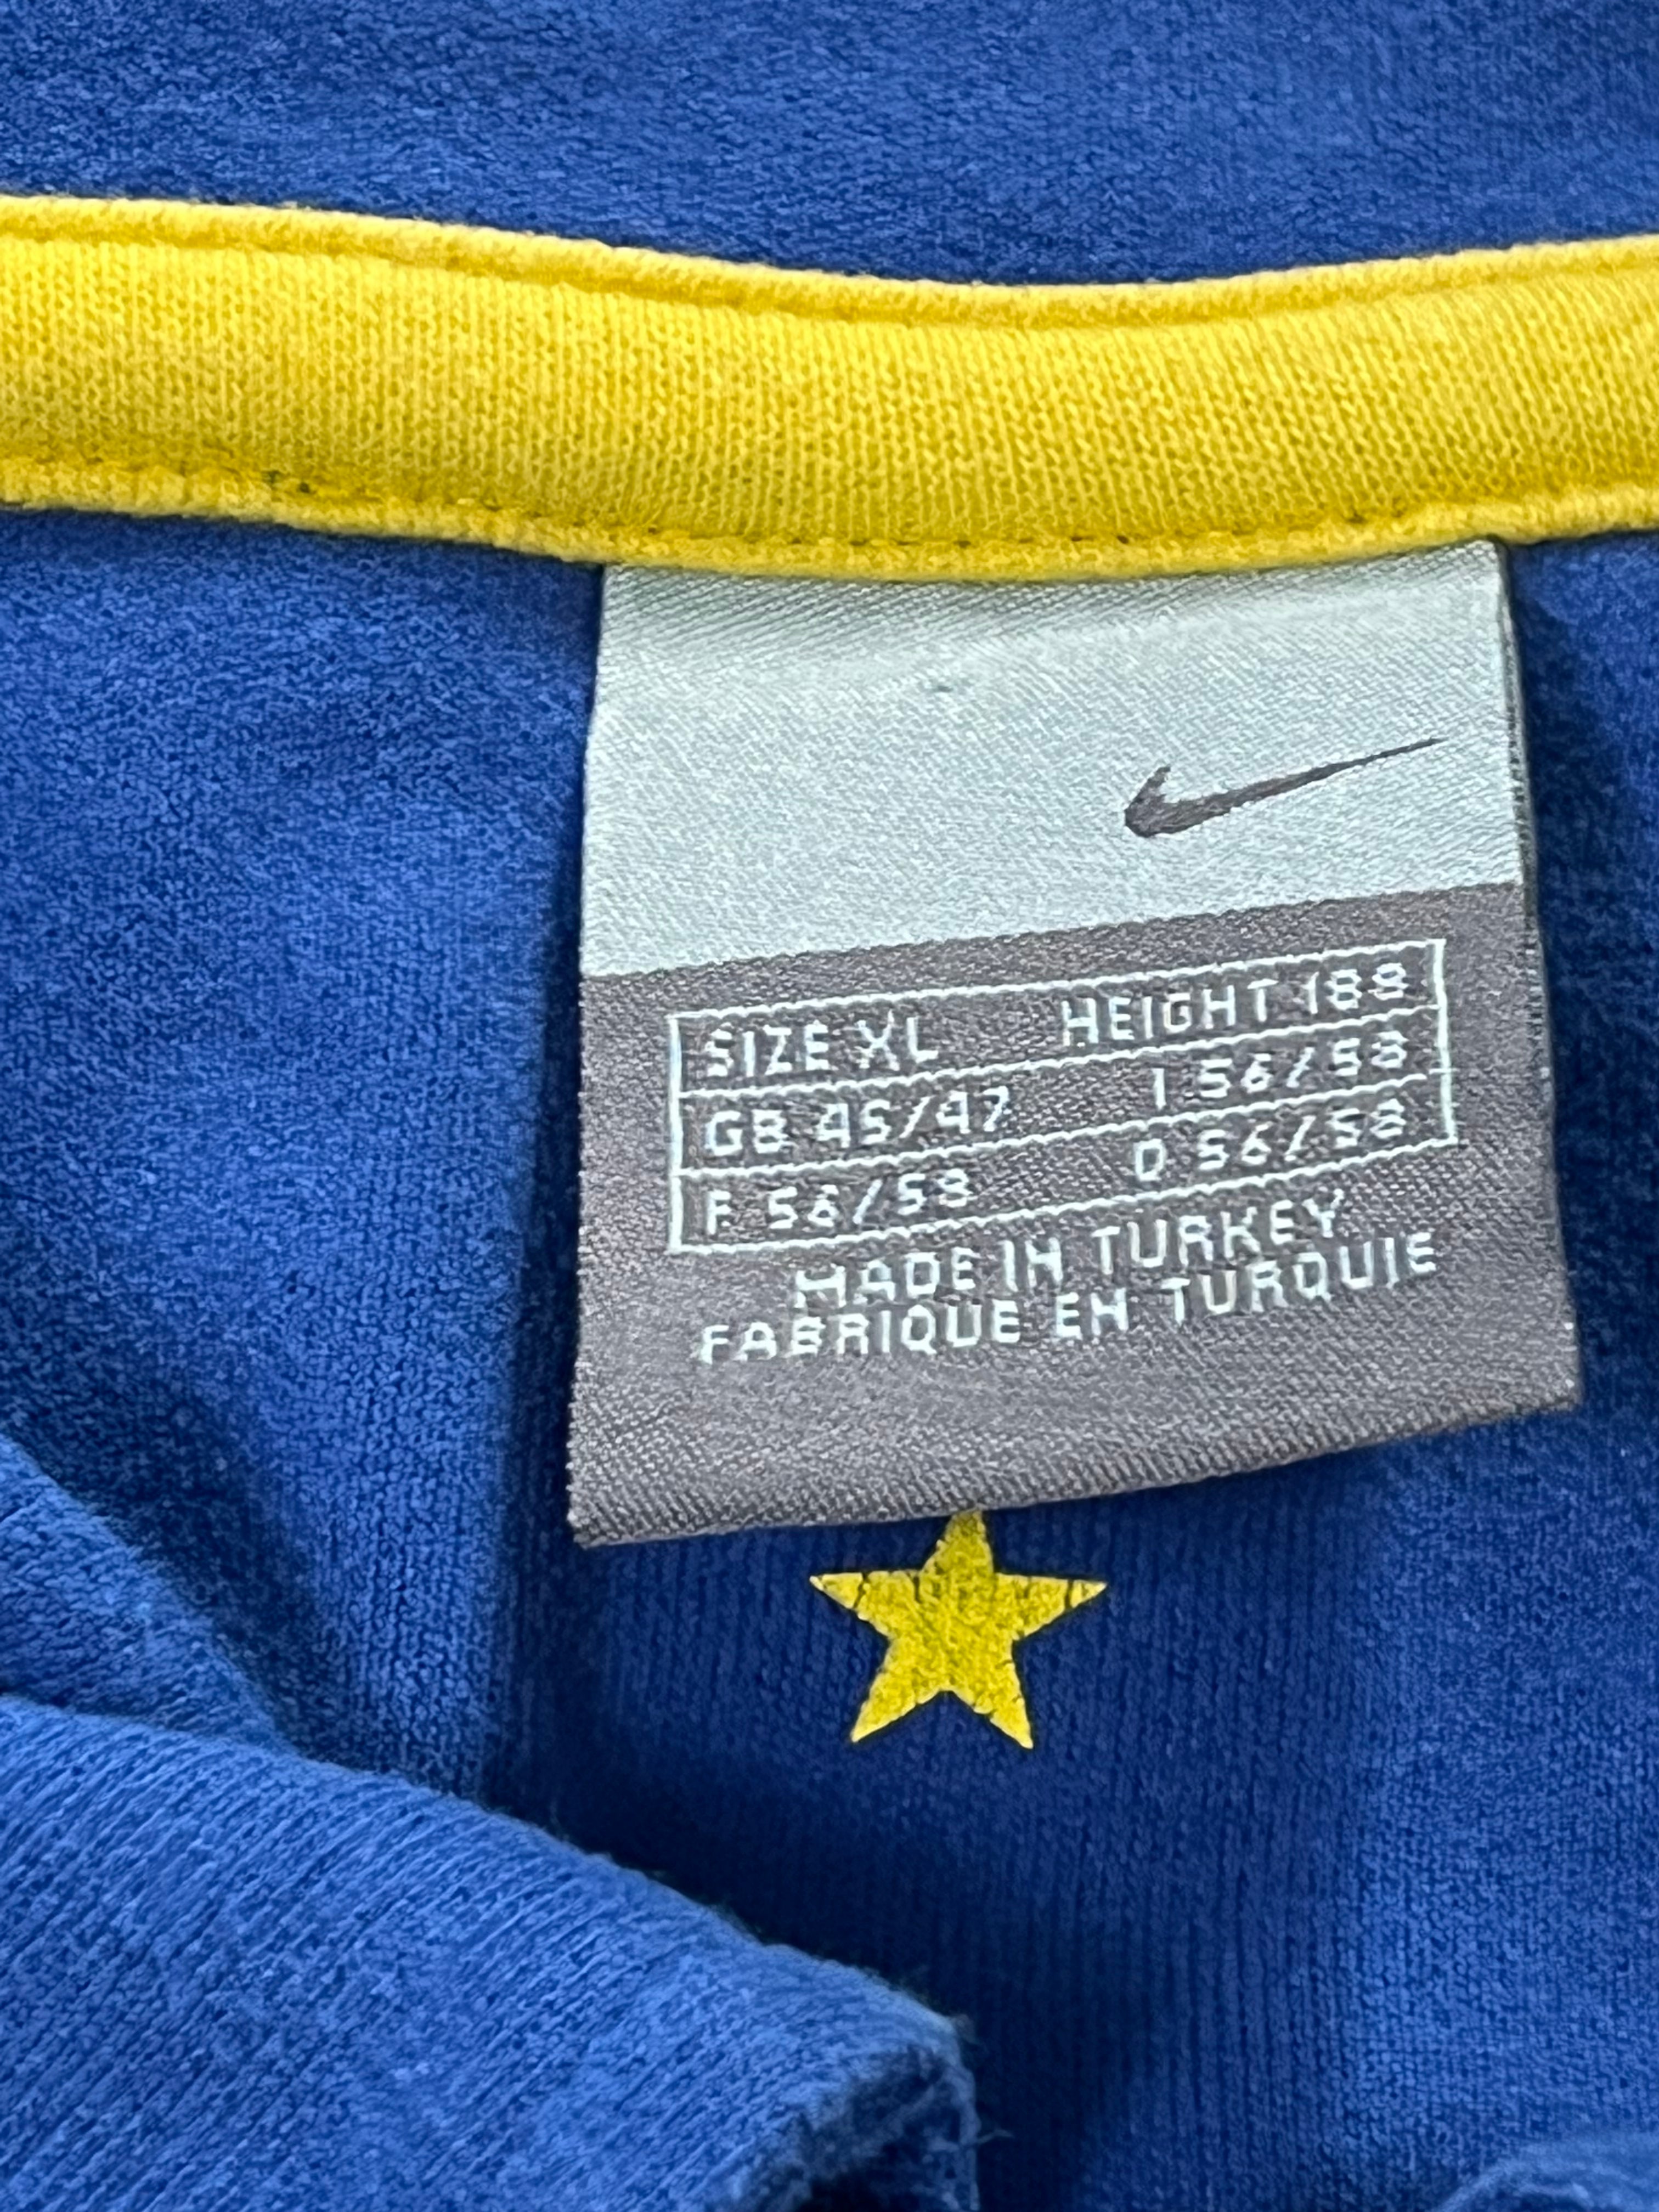 SIZE XL HEIGHT 188
GB 45/47 I 56/58
F 56/58 D 56/58
MADE IN TURKEY
FABRIQUE EN TURQUIE